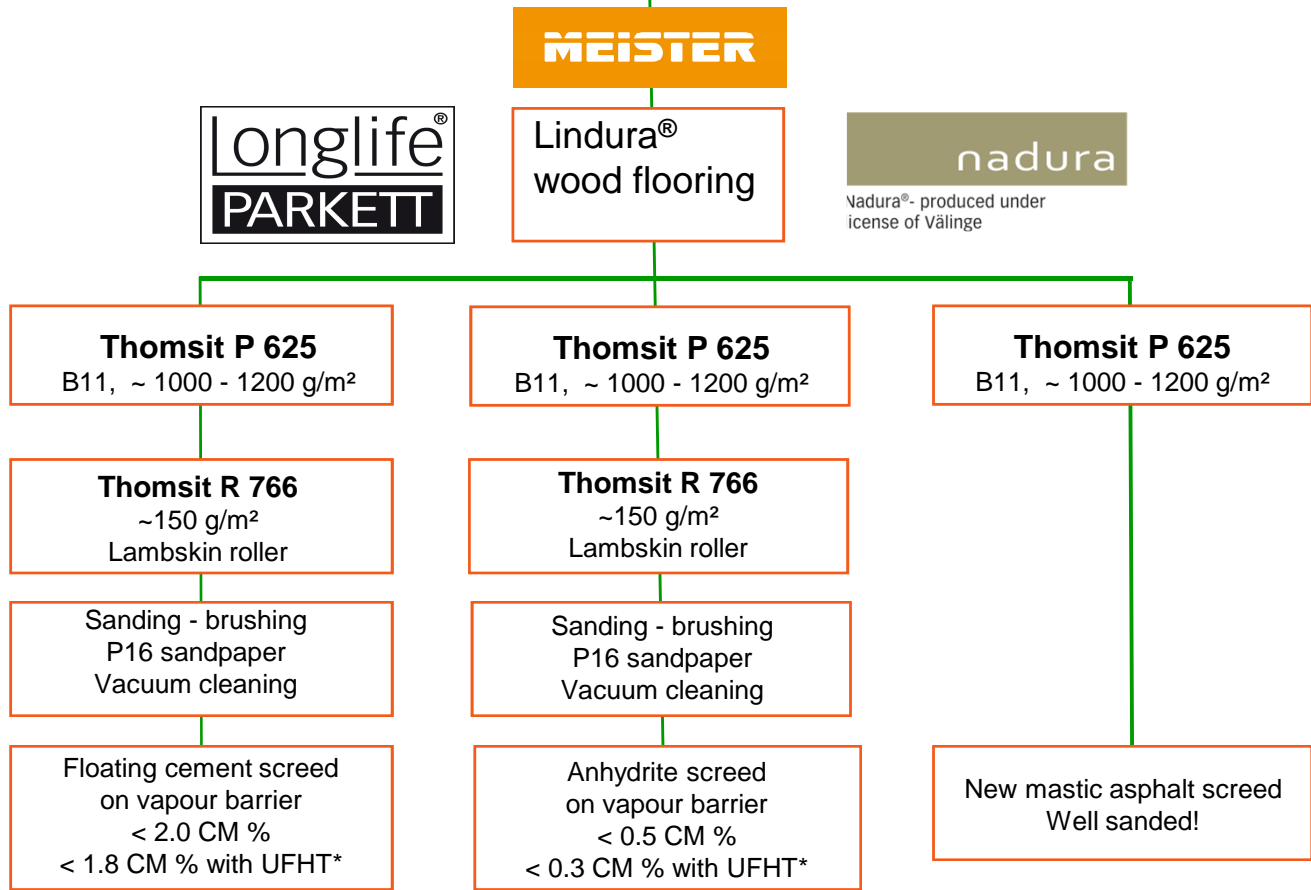 MEISTER
Longlife®
PARKETT
Lindura®
wood flooring
nadura
Nadura®- produced under
license of Välinge
Thomsit P 625
B11, ~ 1000 - 1200 g/m²
Thomsit P 625
B11, ~ 1000 - 1200 g/m²
Thomsit P 625
B11, ~ 1000 - 1200 g/m²
Thomsit R 766
~150 g/m²
Lambskin roller
Thomsit R 766
~150 g/m²
Lambskin roller
Sanding - brushing
P16 sandpaper
Vacuum cleaning
Sanding - brushing
P16 sandpaper
Vacuum cleaning
Floating cement screed
on vapour barrier
< 2.0 CM %
< 1.8 CM % with UFHT*
Anhydrite screed
on vapour barrier
< 0.5 CM %
< 0.3 CM % with UFHT*
New mastic asphalt screed
Well sanded!